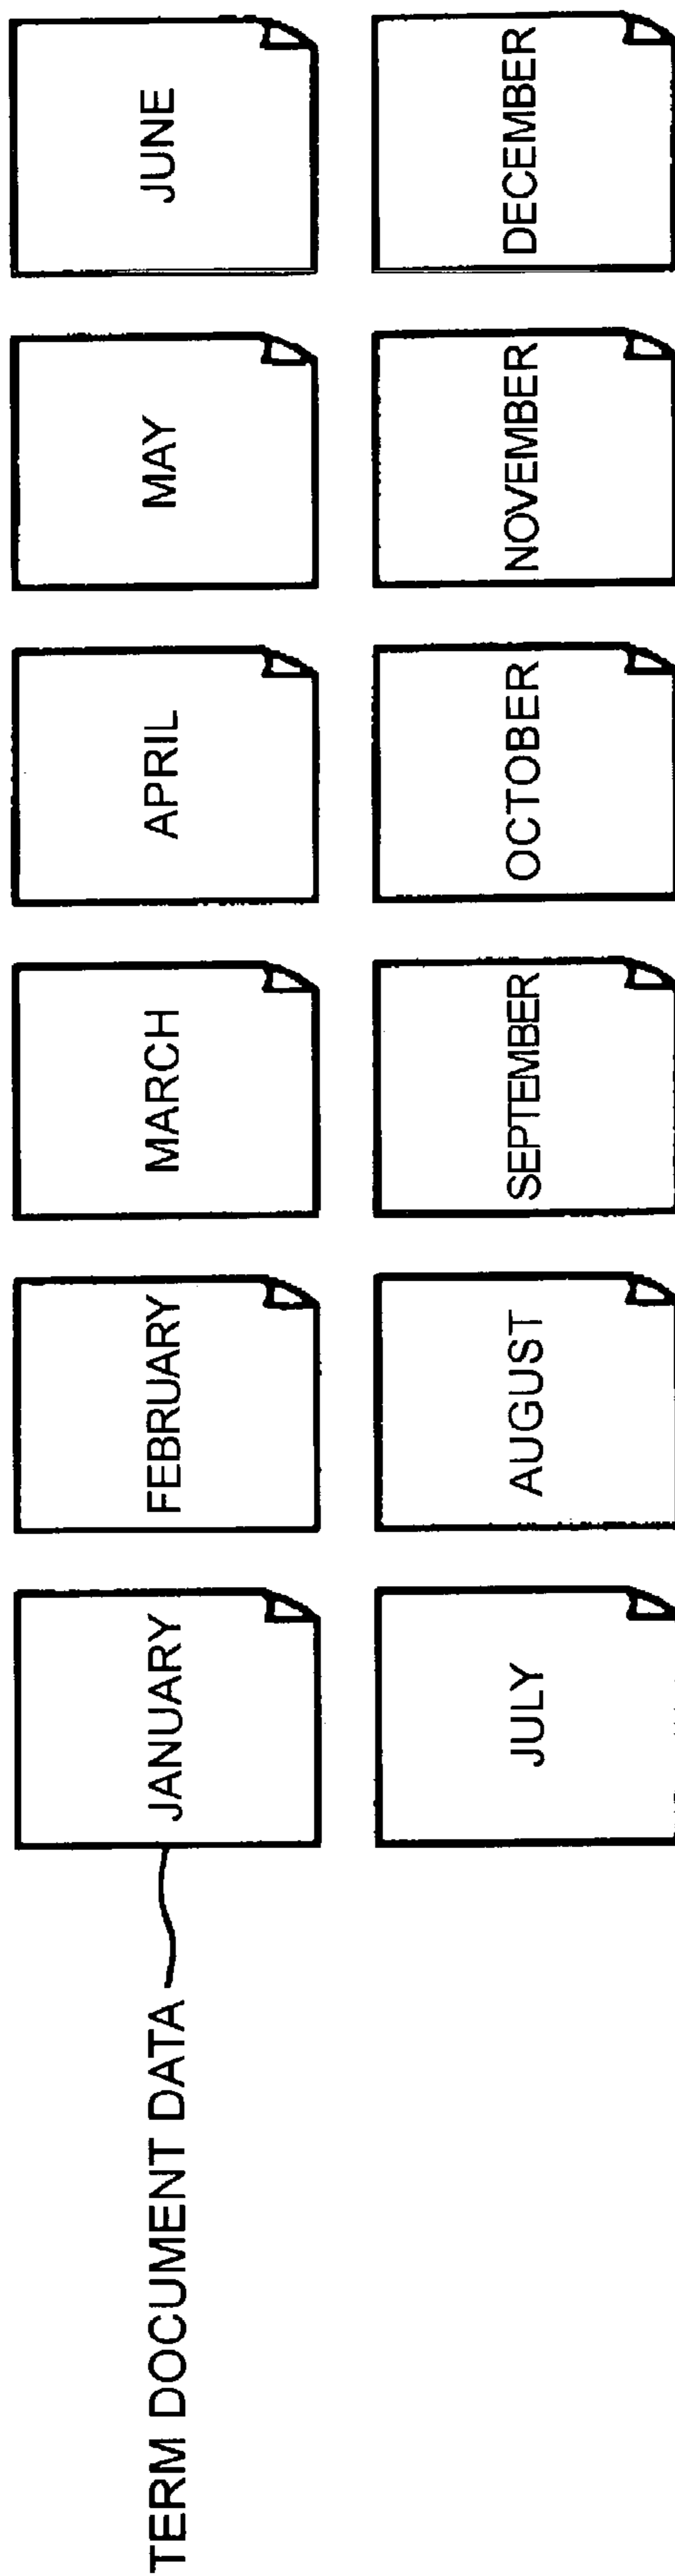 TERM DOCUMENT DATA
JANUARY
FEBRUARY
MARCH
APRIL
MAY
JUNE
JULY
AUGUST
SEPTEMBER
OCTOBER
NOVEMBER
DECEMBER